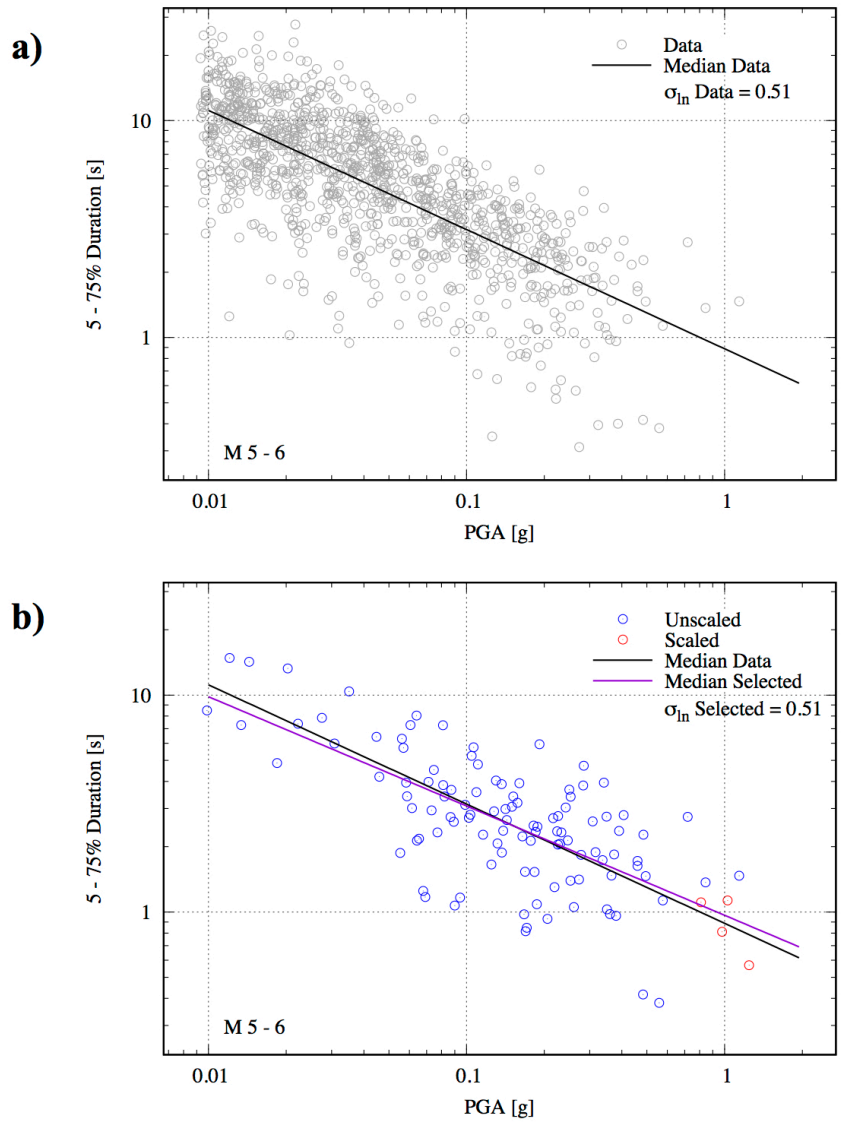 a)
Data
Median Data
σln Data = 0.51
10
1
5 - 75% Duration [s]
M 5 - 6
0.01 0.1 1
PGA [g]
b)
Unscaled
Scaled
Median Data
Median Selected
σln Selected = 0.51
10
1
5 - 75% Duration [s]
M 5 - 6
0.01 0.1 1
PGA [g]